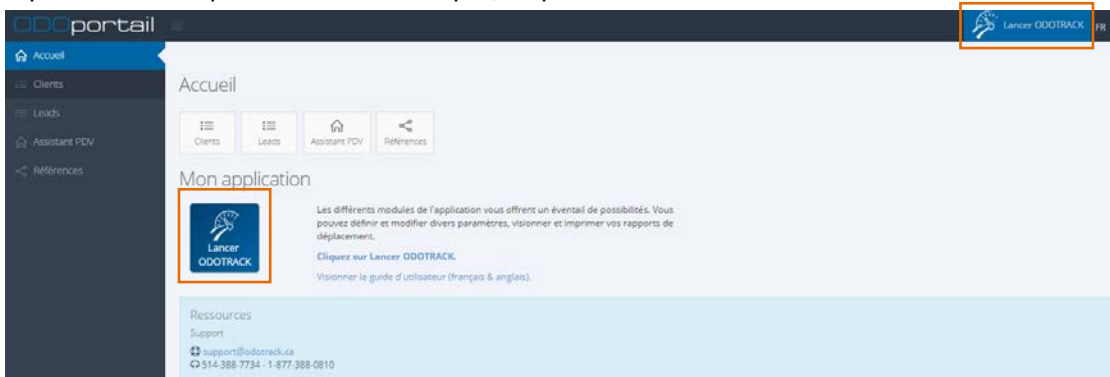 ODOportail
Lancer ODOTRACK
FR
Accueil
Clients
Leads
Assistant PDV
Références
Accueil
Clients
Leads
Assistant PDV
Références
Mon application
Lancer
ODOTRACK
Les différents modules de l'application vous offrent un éventail de possibilités. Vous
pouvez définir et modifier divers paramètres, visionner et imprimer vos rapports de
déplacement.
Cliquez sur Lancer ODOTRACK.
Visionner le guide d'utilisateur (français & anglais).
Ressources
Support
support@odotrack.ca
514-388-7734 - 1-877-388-0810